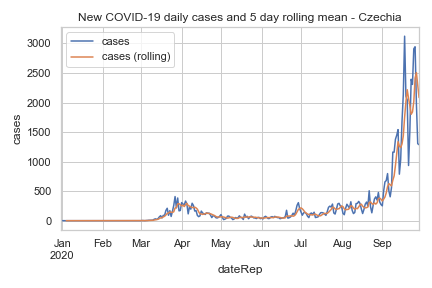 New COVID-19 daily cases and 5 day rolling mean - Czechia
cases
cases (rolling)
3000
2500
2000
1500
1000
500
0
cases
Jan Feb Mar Apr May Jun Jul Aug Sep
2020
dateRep